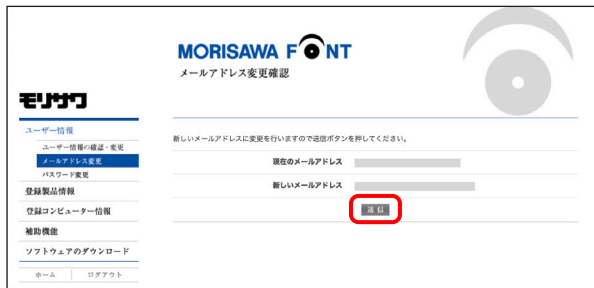 MORISAWA FONT
メールアドレス変更確認
モリサワ
ユーザー情報
ユーザー情報の確認・変更
メールアドレス変更
パスワード変更
登録製品情報
登録コンピューター情報
補助機能
ソフトウェアのダウンロード
ホーム ログアウト
新しいメールアドレスに変更を行いますので送信ボタンを押してください。
現在のメールアドレス
新しいメールアドレス
送信